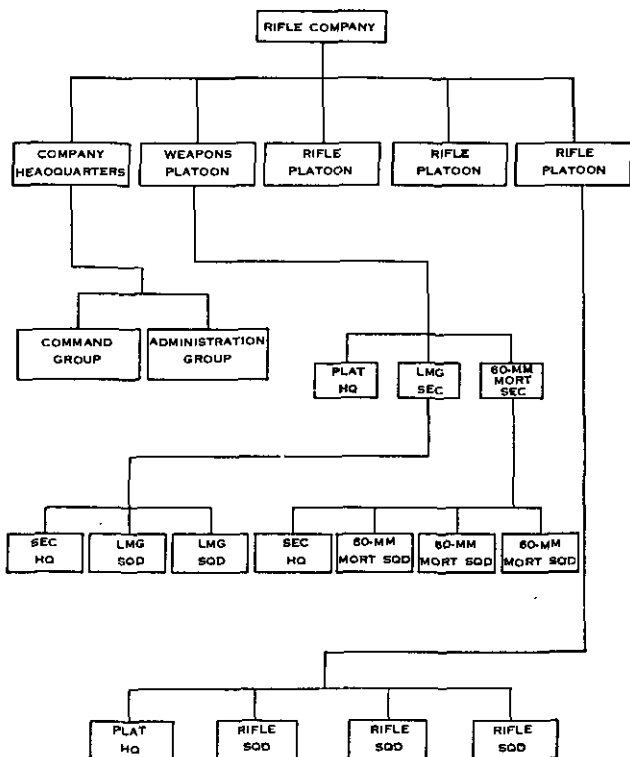 RIFLE COMPANY
COMPANY
HEADQUARTERS
WEAPONS
PLATOON
RIFLE
PLATOON
RIFLE
PLATOON
RIFLE
PLATOON
COMMAND
GROUP
ADMINISTRATION
GROUP
PLAT
HQ
LMG
SEC
60-MM
MORT
SEC
SEC
HQ
LMG
SQD
LMG
SQD
SEC
HQ
60-MM
MORT SQD
60-MM
MORT SQD
60-MM
MORT SQD
PLAT
HQ
RIFLE
SQD
RIFLE
SQD
RIFLE
SQD